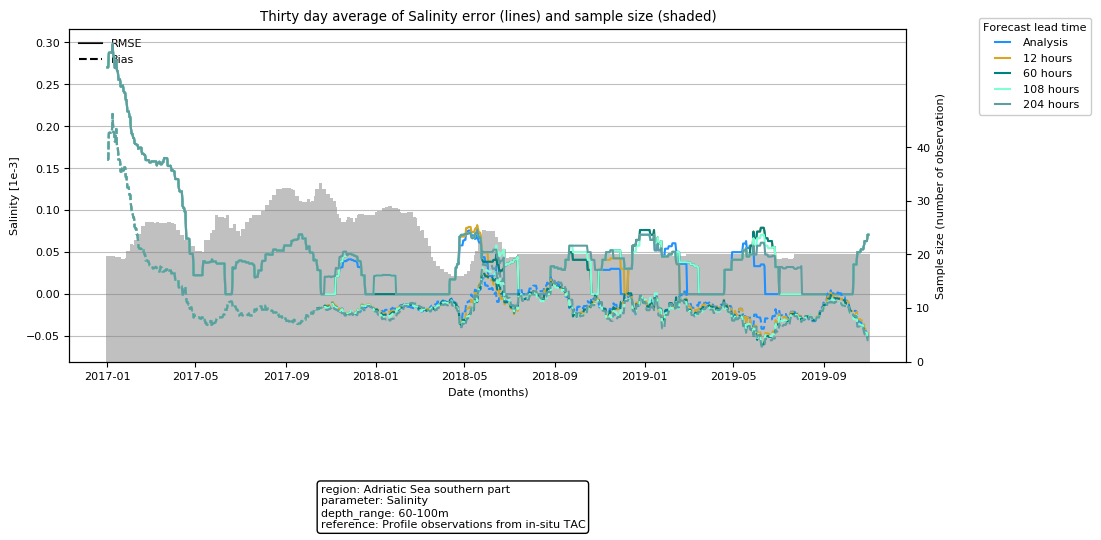 Thirty day average of Salinity error (lines) and sample size (shaded)
Forecast lead time
Analysis
12 hours
60 hours
108 hours
204 hours
RMSE
Bias
0.30
0.25
0.20
0.15
0.10
0.05
0.00
−0.05
Salinity [1e-3]
40
30
20
10
0
Sample size (number of observation)
2017-01
2017-05
2017-09
2018-01
2018-05
2018-09
2019-01
2019-05
2019-09
Date (months)
region: Adriatic Sea southern part
parameter: Salinity
depth_range: 60-100m
reference: Profile observations from in-situ TAC